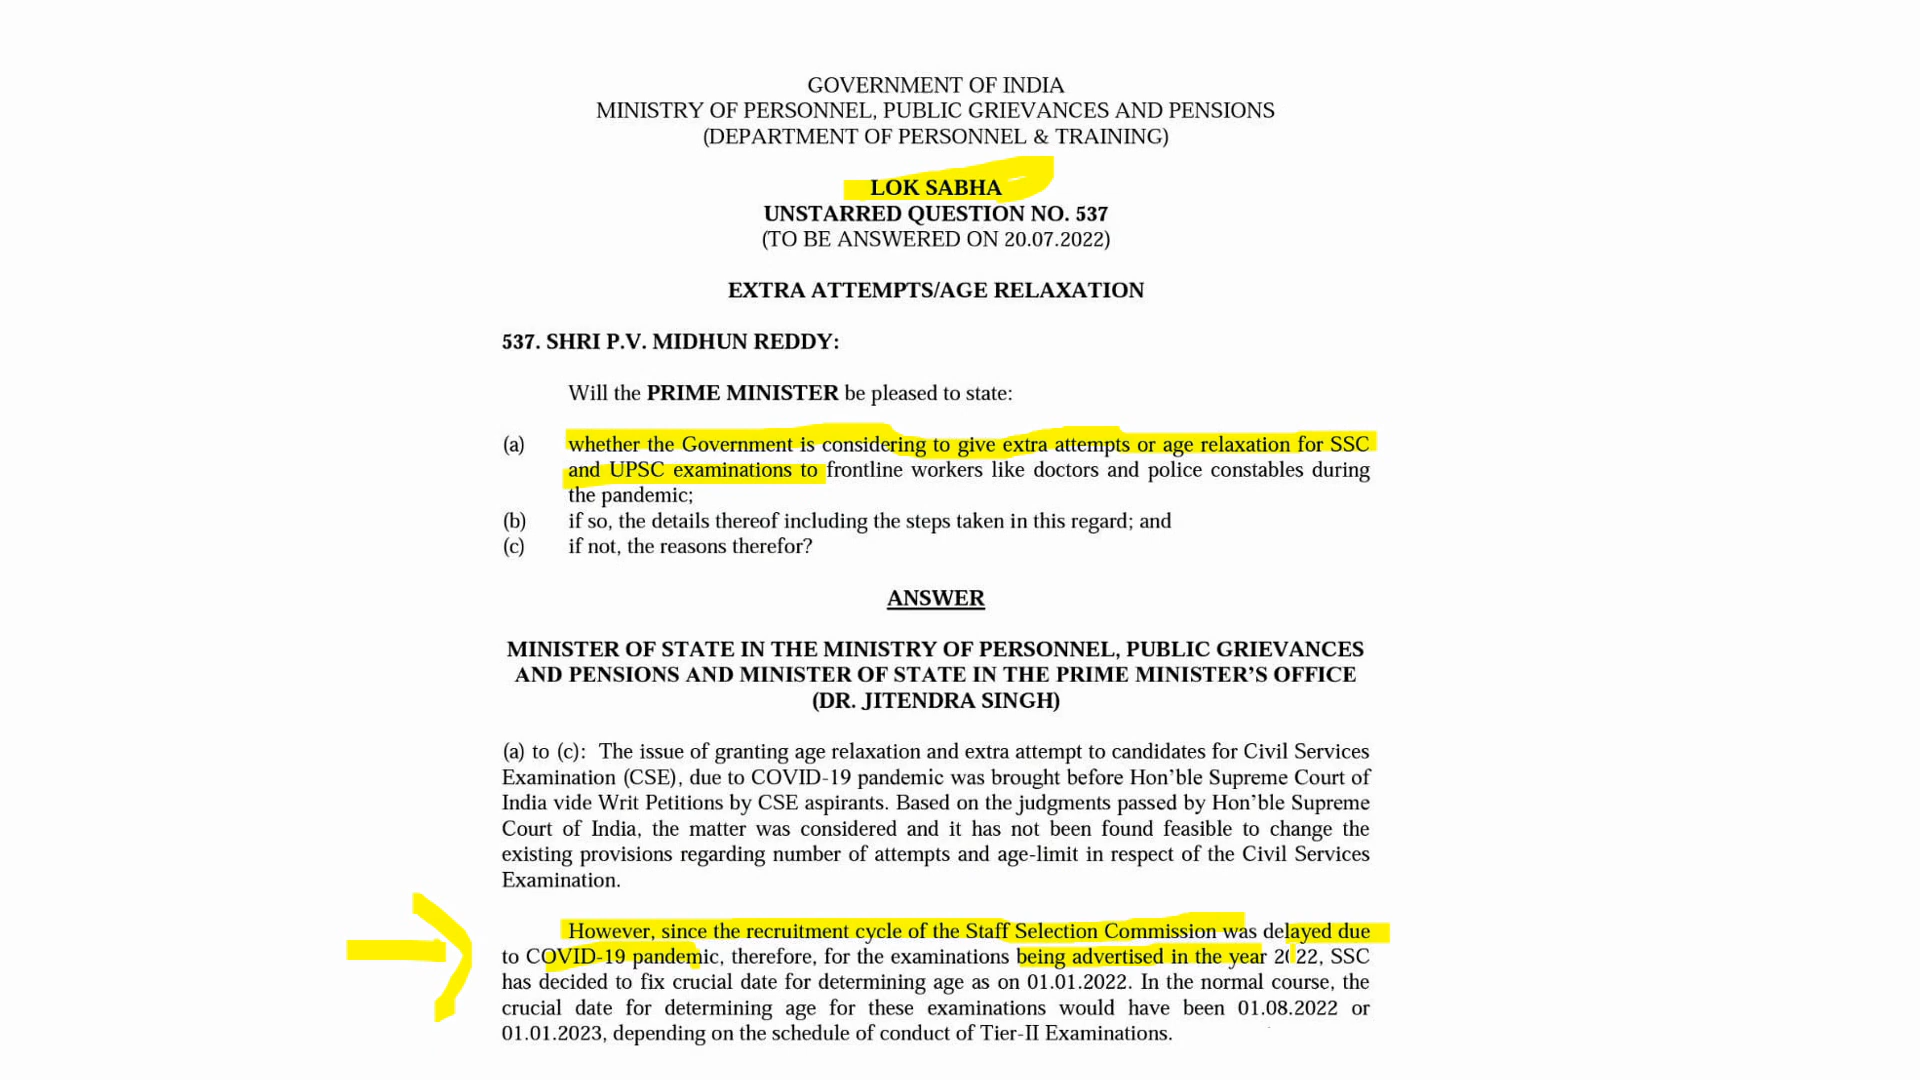 GOVERNMENT OF INDIA
MINISTRY OF PERSONNEL, PUBLIC GRIEVANCES AND PENSIONS
(DEPARTMENT OF PERSONNEL & TRAINING)
LOK SABHA
UNSTARRED QUESTION NO. 537
(TO BE ANSWERED ON 20.07.2022)
EXTRA ATTEMPTS/AGE RELAXATION
537. SHRI P.V. MIDHUN REDDY:
Will the PRIME MINISTER be pleased to state:
(a) whether the Government is considering to give extra attempts or age relaxation for SSC
and UPSC examinations to frontline workers like doctors and police constables during
the pandemic;
(b) if so, the details thereof including the steps taken in this regard; and
(c) if not, the reasons therefor?
ANSWER
MINISTER OF STATE IN THE MINISTRY OF PERSONNEL, PUBLIC GRIEVANCES
AND PENSIONS AND MINISTER OF STATE IN THE PRIME MINISTER'S OFFICE
(DR. JITENDRA SINGH)
(a) to (c): The issue of granting age relaxation and extra attempt to candidates for Civil Services
Examination (CSE), due to COVID-19 pandemic was brought before Hon'ble Supreme Court of
India vide Writ Petitions by CSE aspirants. Based on the judgments passed by Hon'ble Supreme
Court of India, the matter was considered and it has not been found feasible to change the
existing provisions regarding number of attempts and age-limit in respect of the Civil Services
Examination.
However, since the recruitment cycle of the Staff Selection Commission was delayed due
to COVID-19 pandemic, therefore, for the examinations being advertised in the year 2022, SSC
has decided to fix crucial date for determining age as on 01.01.2022. In the normal course, the
crucial date for determining age for these examinations would have been 01.08.2022 or
01.01.2023, depending on the schedule of conduct of Tier-II Examinations.